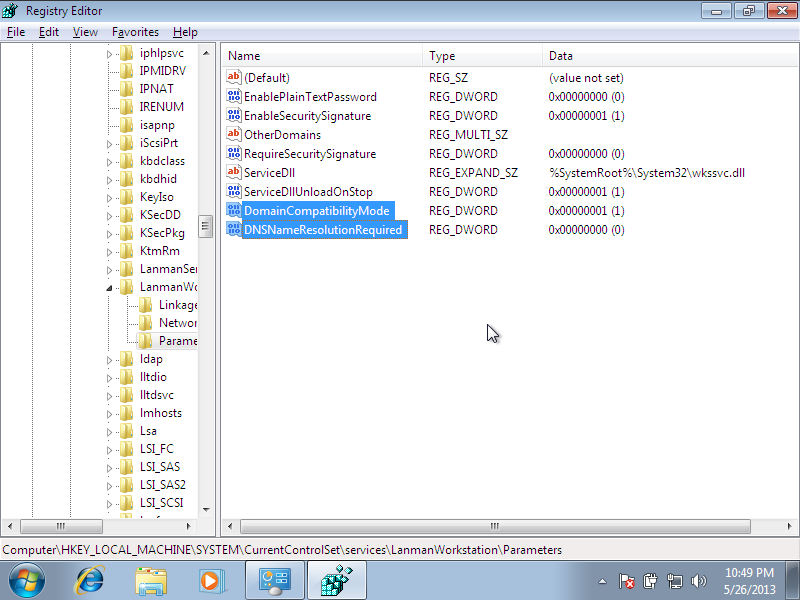 Registry Editor
File Edit View Favorites Help
iphlpsvc
IPMIDRV
IPNAT
IRENUM
isapnp
iScsiPrt
kbdclass
kbdhid
KeyIso
KSecDD
KSecPkg
KtmRm
LanmanSer
LanmanWo
Linkage
Networ
Parame
ldap
lltdio
lltdsvc
lmhosts
Lsa
LSI_FC
LSI_SAS
LSI_SAS2
LSI_SCSI
Name Type Data
(Default) REG_SZ (value not set)
EnablePlainTextPassword REG_DWORD 0x00000000 (0)
EnableSecuritySignature REG_DWORD 0x00000001 (1)
OtherDomains REG_MULTI_SZ
RequireSecuritySignature REG_DWORD 0x00000000 (0)
ServiceDll REG_EXPAND_SZ %SystemRoot%\System32\wkssvc.dll
ServiceDllUnloadOnStop REG_DWORD 0x00000001 (1)
DomainCompatibilityMode REG_DWORD 0x00000001 (1)
DNSNameResolutionRequired REG_DWORD 0x00000000 (0)
Computer\HKEY_LOCAL_MACHINE\SYSTEM\CurrentControlSet\services\LanmanWorkstation\Parameters
10:49 PM
5/26/2013